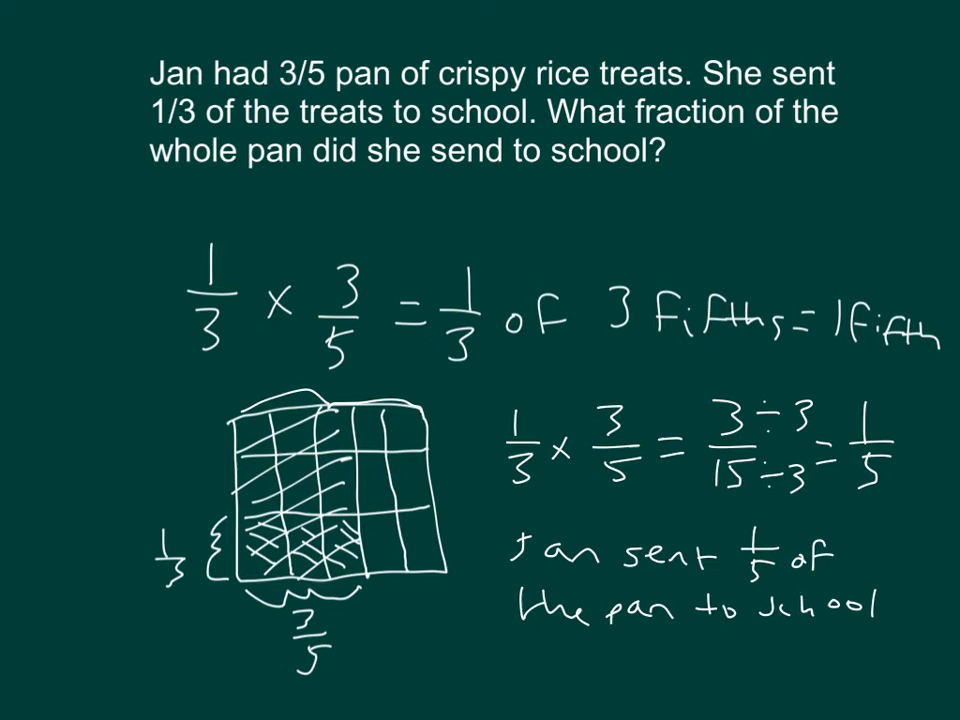 Jan had 3/5 pan of crispy rice treats. She sent
1/3 of the treats to school. What fraction of the
whole pan did she send to school?
1/3 × 3/5 = 1/3 of 3 fifths = 1 fifth
1/3 × 3/5 = 3÷3/15÷3 = 1/5
1/3
3/5
Jan sent 1/5 of
the pan to school